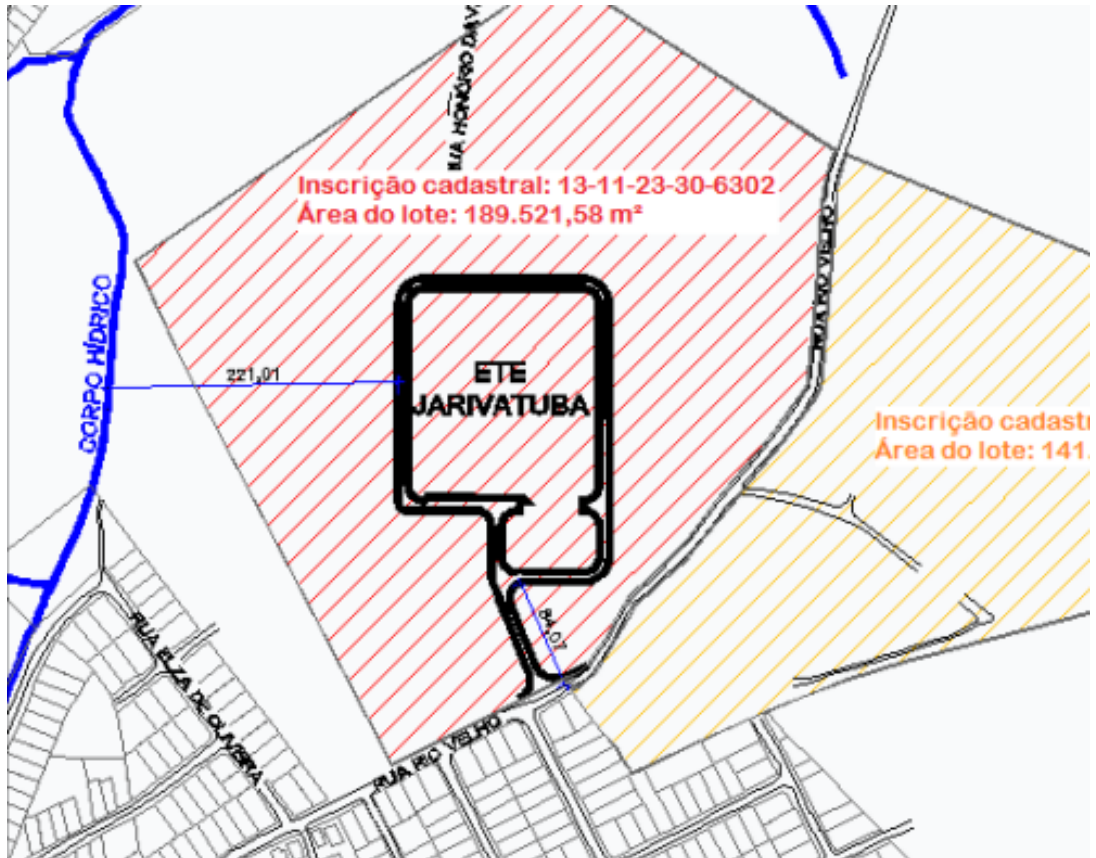 RUA HONÓRIO DAV
Inscrição cadastral: 13-11-23-30-6302
Área do lote: 189.521,58 m²
RUA RIO VELHO
CORPO HÍDRICO
221,01
ETE
JARIVATUBA
Inscrição cadastr
Área do lote: 141.
84,07
RUA ELZA DE OLIVEIRA
RUA RIO VELHO